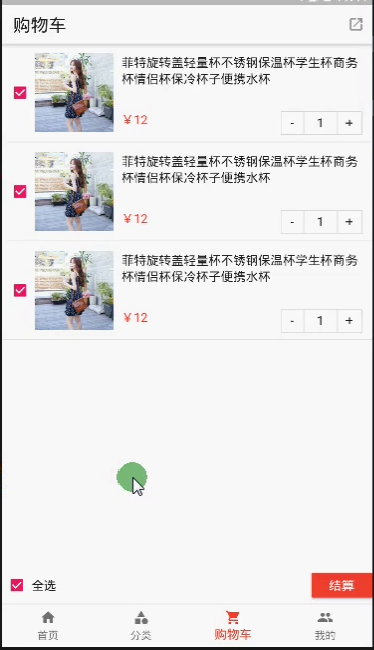 购物车
菲特旋转盖轻量杯不锈钢保温杯学生杯商务
杯情侣杯保冷杯子便携水杯
￥12
- 1 +
菲特旋转盖轻量杯不锈钢保温杯学生杯商务
杯情侣杯保冷杯子便携水杯
￥12
- 1 +
菲特旋转盖轻量杯不锈钢保温杯学生杯商务
杯情侣杯保冷杯子便携水杯
￥12
- 1 +
全选
结算
首页
分类
购物车
我的